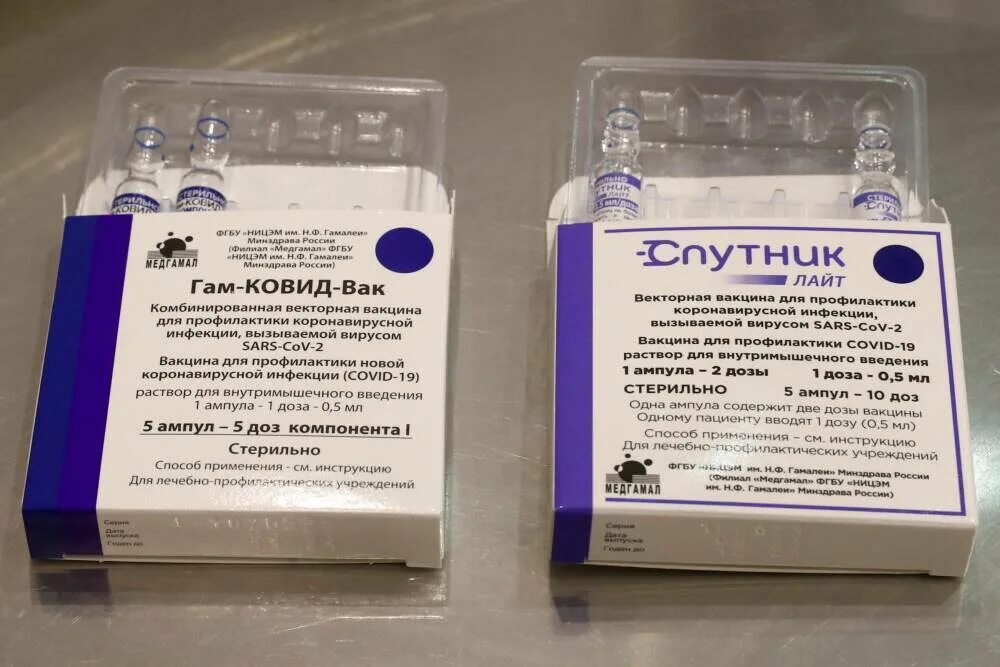 СТЕРИЛЬНО
СТЕРИЛЬНО
ФГБУ «НИЦЭМ им. Н.Ф. Гамалеи»
Минздрава России
(Филиал «Медгамал» ФГБУ
«НИЦЭМ им. Н.Ф. Гамалеи»
Минздрава России)
МЕДГАМАЛ
Гам-КОВИД-Вак
Комбинированная векторная вакцина
для профилактики коронавирусной
инфекции, вызываемой вирусом
SARS-CoV-2
Вакцина для профилактики новой
коронавирусной инфекции (COVID-19)
раствор для внутримышечного введения
1 ампула - 1 доза - 0,5 мл
5 ампул – 5 доз компонента I
Стерильно
Способ применения - см. инструкцию
Для лечебно-профилактических учреждений
Серия
Дата
выпуска
Годен до
СПУТНИК
ЛАЙТ
Спутник
ЛАЙТ
Векторная вакцина для профилактики
коронавирусной инфекции,
вызываемой вирусом SARS-CoV-2
Вакцина для профилактики COVID-19
раствор для внутримышечного введения
1 ампула – 2 дозы 1 доза - 0,5 мл
СТЕРИЛЬНО 5 ампул – 10 доз
Одна ампула содержит две дозы вакцины
Одному пациенту вводят 1 дозу (0,5 мл)
Способ применения – см. инструкцию
Для лечебно-профилактических учреждений
МЕДГАМАЛ
ФГБУ «НИЦЭМ им. Н.Ф. Гамалеи» Минздрава России
(Филиал «Медгамал» ФГБУ «НИЦЭМ
им. Н.Ф. Гамалеи» Минздрава России)
Серия
Дата
выпуска
Годен до